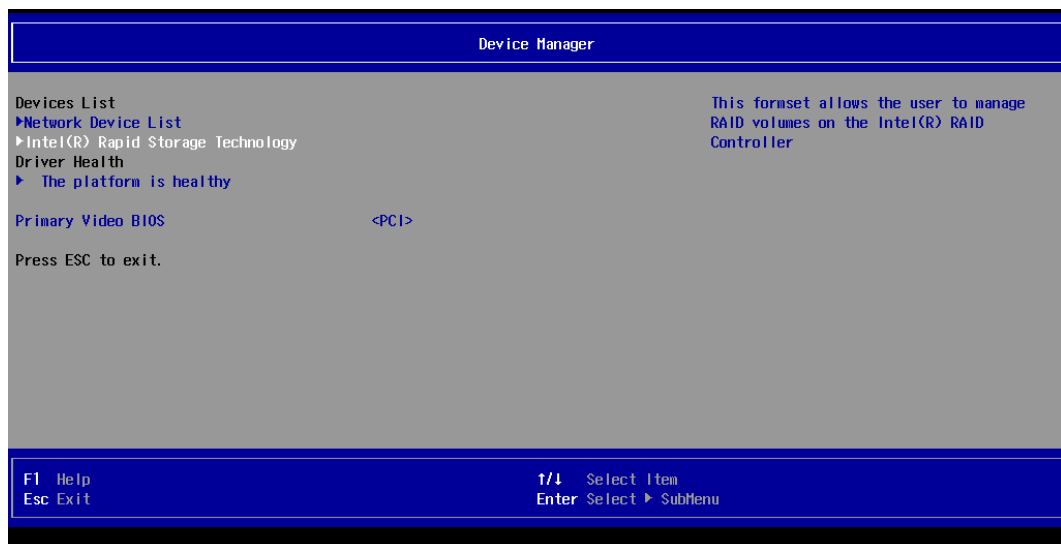 Device Manager
Devices List
▶Network Device List
▶Intel(R) Rapid Storage Technology
Driver Health
▶ The platform is healthy
Primary Video BIOS <PCI>
Press ESC to exit.
This formset allows the user to manage
RAID volumes on the Intel(R) RAID
Controller
F1 Help
Esc Exit
↑/↓ Select Item
Enter Select ▶ SubMenu